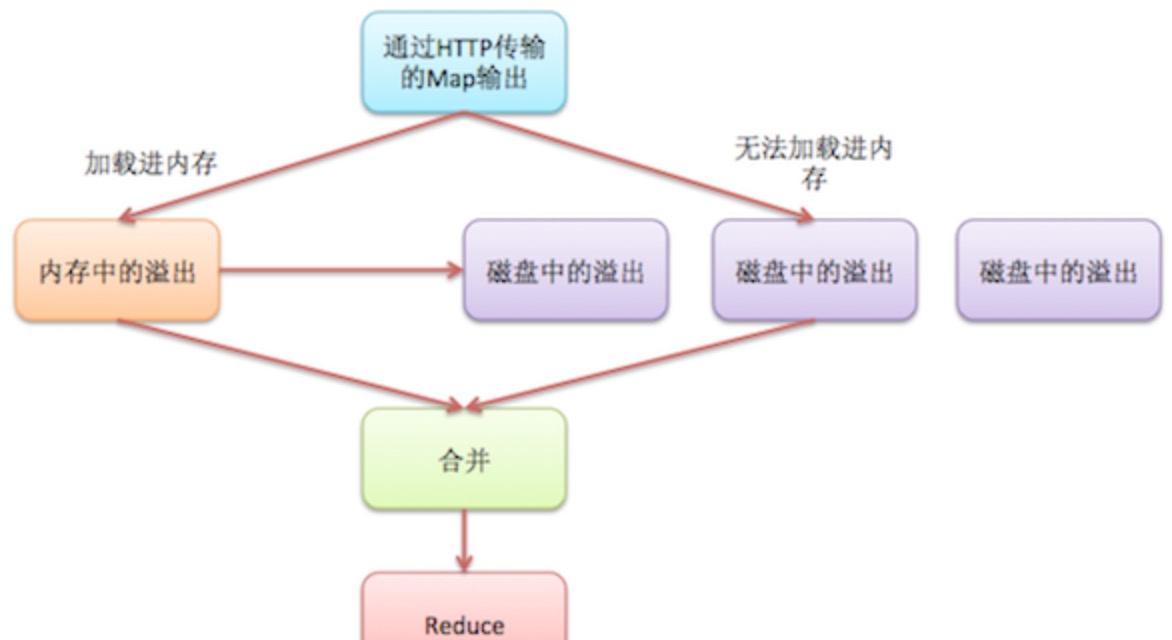 通过HTTP传输
的Map输出
加载进内存
无法加载进内
存
内存中的溢出
磁盘中的溢出
磁盘中的溢出
磁盘中的溢出
合并
Reduce